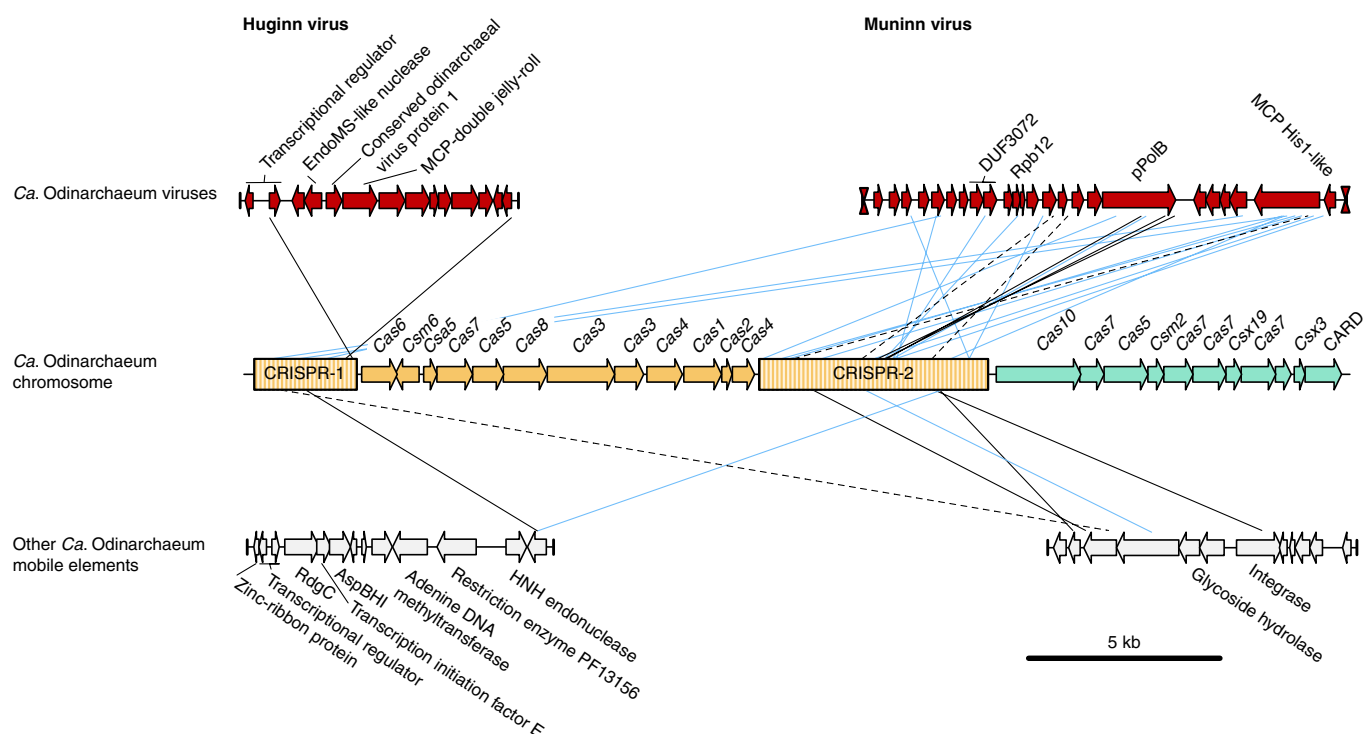 Huginn virus
Muninn virus
Transcriptional regulator
EndoMS-like nuclease
Conserved odinarchaeal
virus protein 1
MCP-double jelly-roll
DUF3072
Rpb12
pPolB
MCP His1-like
Ca. Odinarchaeum viruses
Cas6
Csm6
Csa5
Cas7
Cas5
Cas8
Cas3
Cas3
Cas4
Cas1
Cas2
Cas4
Cas10
Cas7
Cas5
Csm2
Cas7
Cas7
Csx19
Cas7
Csx3
CARD
Ca. Odinarchaeum
chromosome
CRISPR-1
CRISPR-2
Other Ca. Odinarchaeum
mobile elements
Zinc-ribbon protein
Transcriptional regulator
RdgC
Transcription initiation factor E
AspBHI
Adenine DNA
methyltransferase
Restriction enzyme PF13156
HNH endonuclease
Glycoside hydrolase
Integrase
5 kb